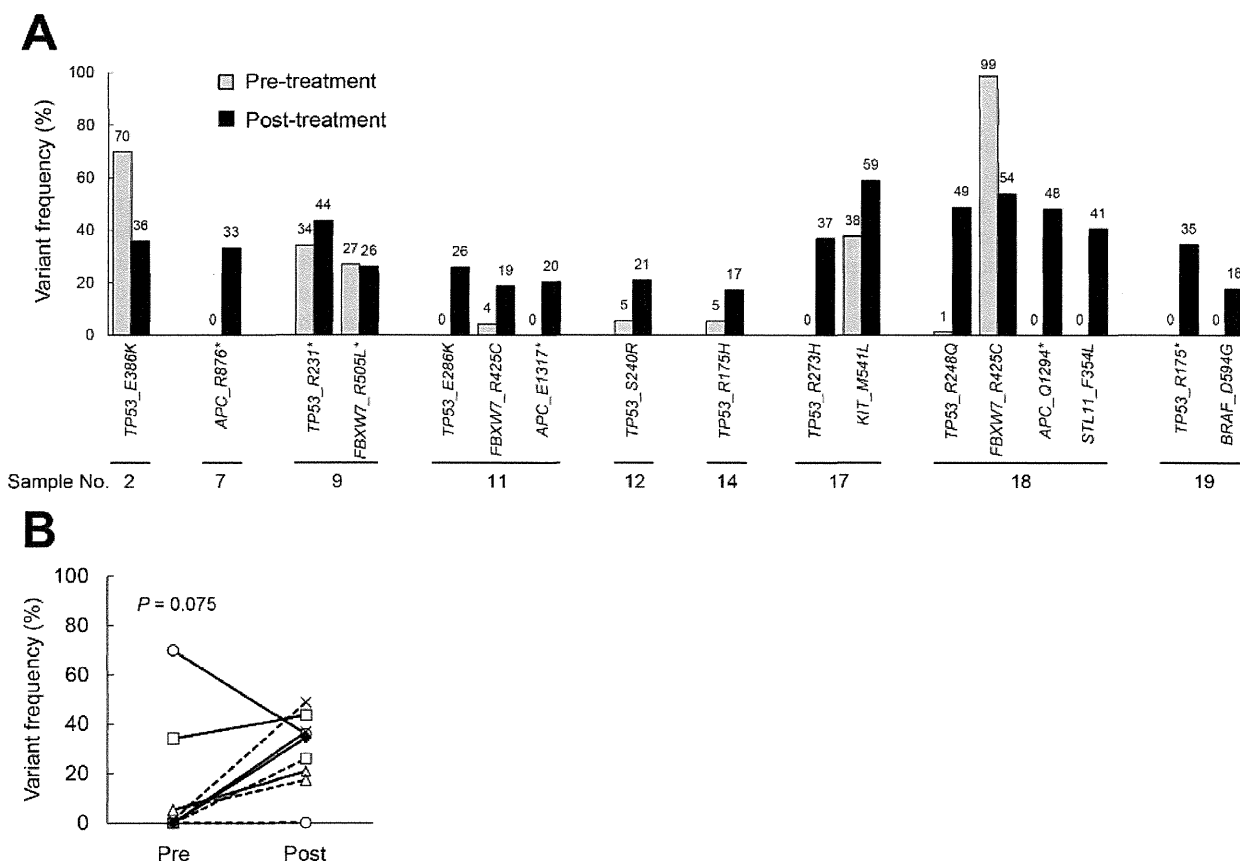 A
Variant frequency (%)
100
80
60
40
20
0
Pre-treatment
Post-treatment
70 36 0 33 34 44 27 26 0 26 4 19 0 20 5 21 5 17 0 37 38 59 1 49 99 54 0 48 0 41 0 35 0 18
TP53_E386K
APC_R876*
TP53_R231*
FBXW7_R505L*
TP53_E286K
FBXW7_R425C
APC_E1317*
TP53_S240R
TP53_R175H
TP53_R273H
KIT_M541L
TP53_R248Q
FBXW7_R425C
APC_Q1294*
STL11_F354L
TP53_R175*
BRAF_D594G
Sample No. 2 7 9 11 12 14 17 18 19
B
Variant frequency (%)
100
80
60
40
20
0
P = 0.075
Pre Post